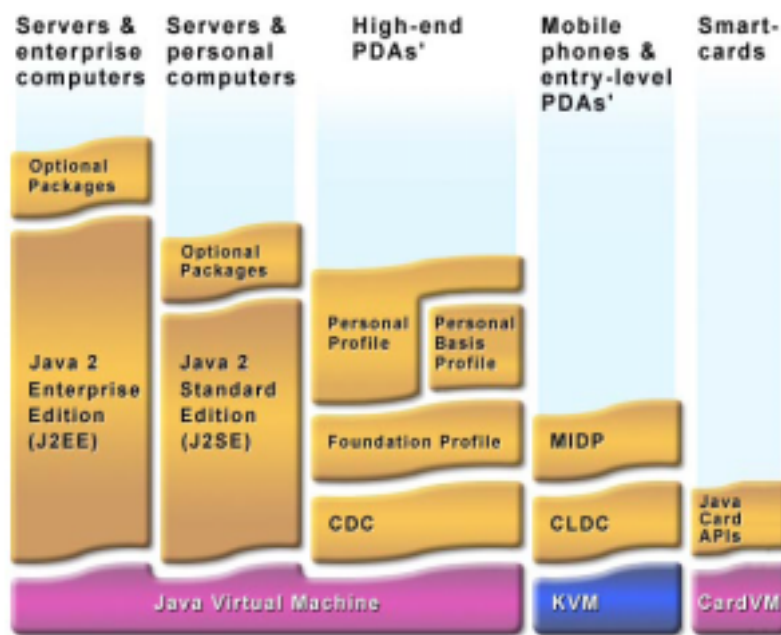 Servers &
enterprise
computers
Servers &
personal
computers
High-end
PDAs'
Mobile
phones &
entry-level
PDAs'
Smart-
cards
Optional
Packages
Java 2
Enterprise
Edition
(J2EE)
Optional
Packages
Java 2
Standard
Edition
(J2SE)
Personal
Profile
Personal
Basis
Profile
Foundation Profile
CDC
MIDP
CLDC
Java
Card
APIs
Java Virtual Machine
KVM
CardVM